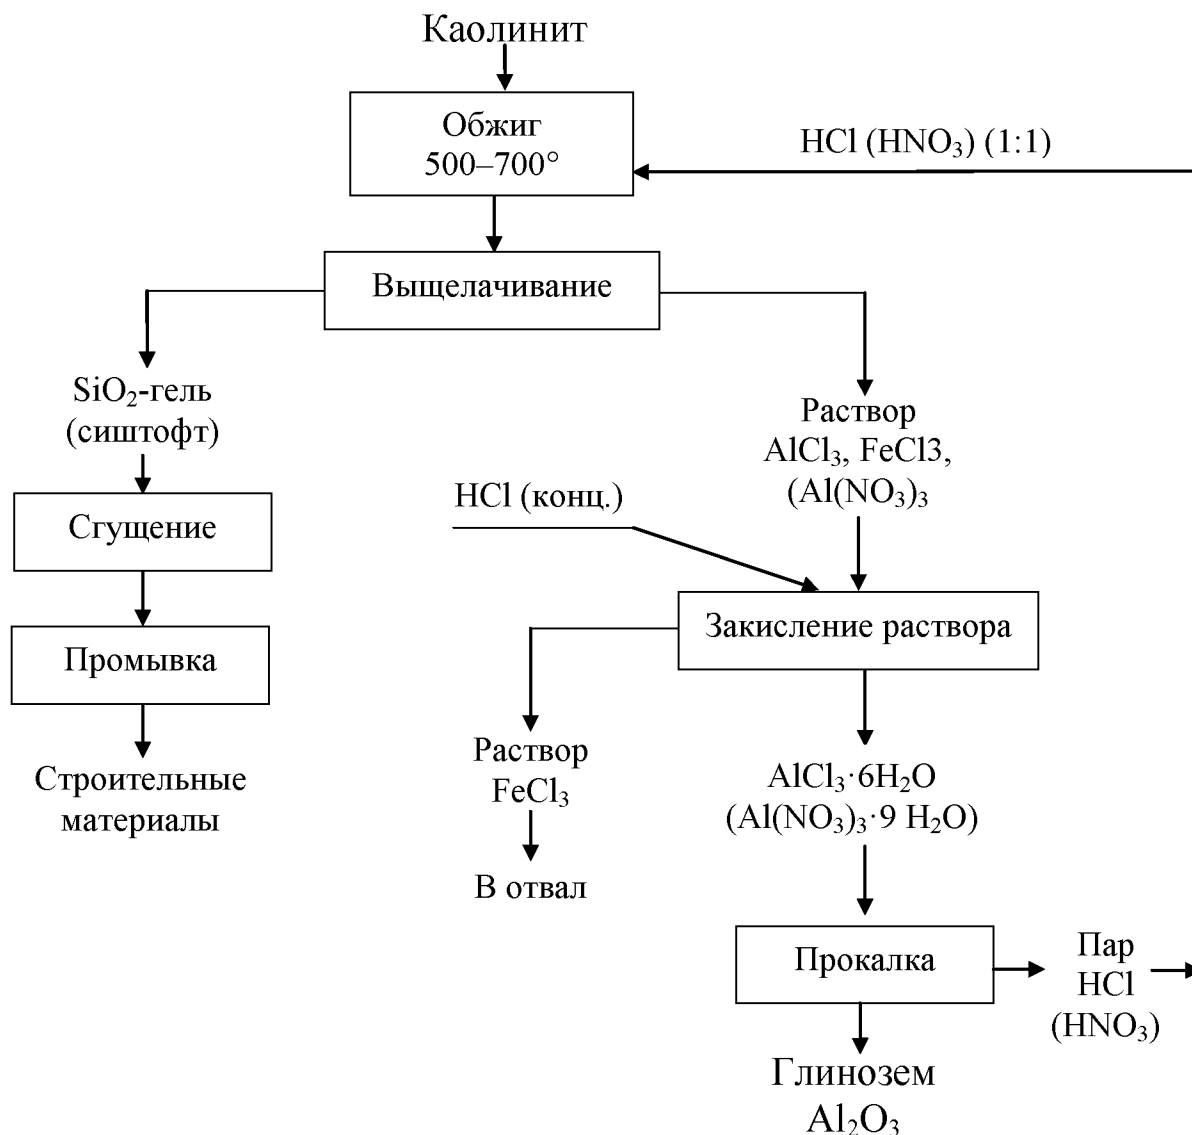 Каолинит
Обжиг
500–700°
HCl (HNO₃) (1:1)
Выщелачивание
SiO₂-гель
(сиштофт)
Раствор
AlCl₃, FeCl3,
(Al(NO₃)₃
HCl (конц.)
Сгущение
Закисление раствора
Промывка
Раствор
FeCl₃
Строительные
материалы
AlCl₃·6H₂O
(Al(NO₃)₃·9 H₂O)
В отвал
Прокалка
Пар
HCl
(HNO₃)
Глинозем
Al₂O₃